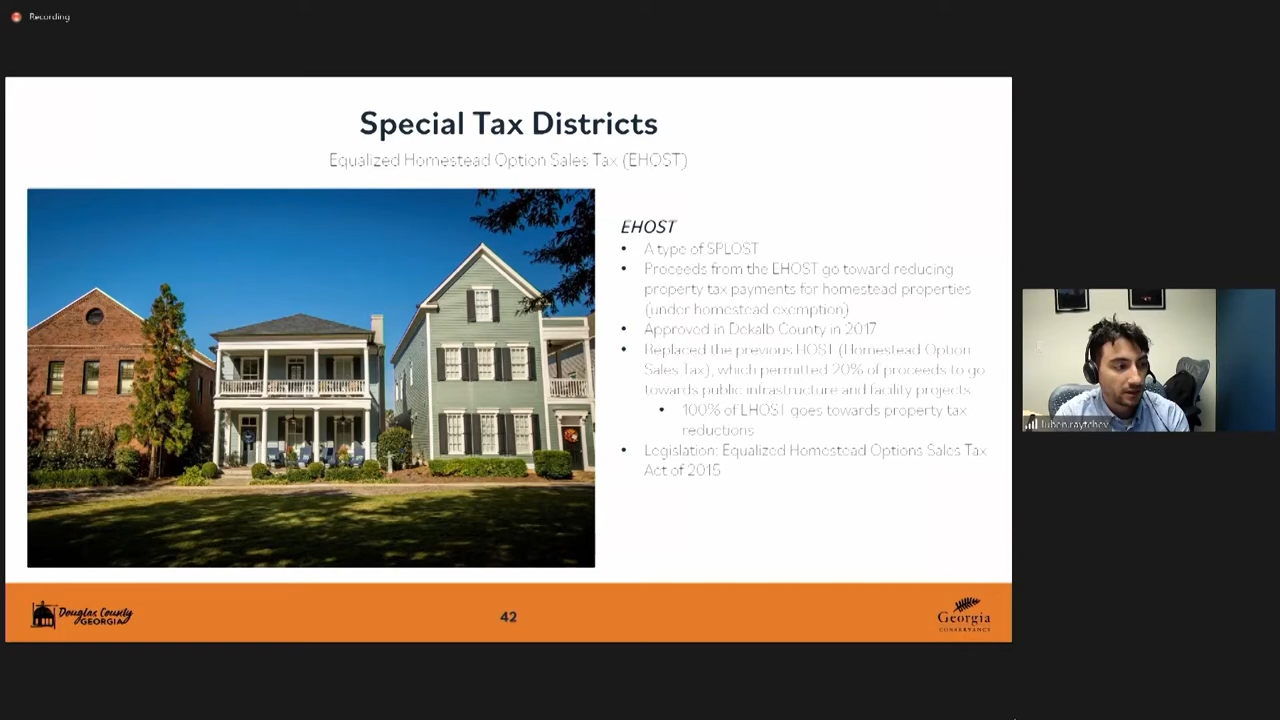 Recording
Special Tax Districts
Equalized Homestead Option Sales Tax (EHOST)
EHOST
• A type of SPLOST
• Proceeds from the EHOST go toward reducing
property tax payments for homestead properties
(under homestead exemption)
• Approved in Dekalb County in 2017
• Replaced the previous HOST (Homestead Option
Sales Tax), which permitted 20% of proceeds to go
towards public infrastructure and facility projects
• 100% of EHOST goes towards property tax
reductions
• Legislation: Equalized Homestead Options Sales Tax
Act of 2015
luben.raytchev
Douglas County
GEORGIA
42
Georgia
CONSERVANCY